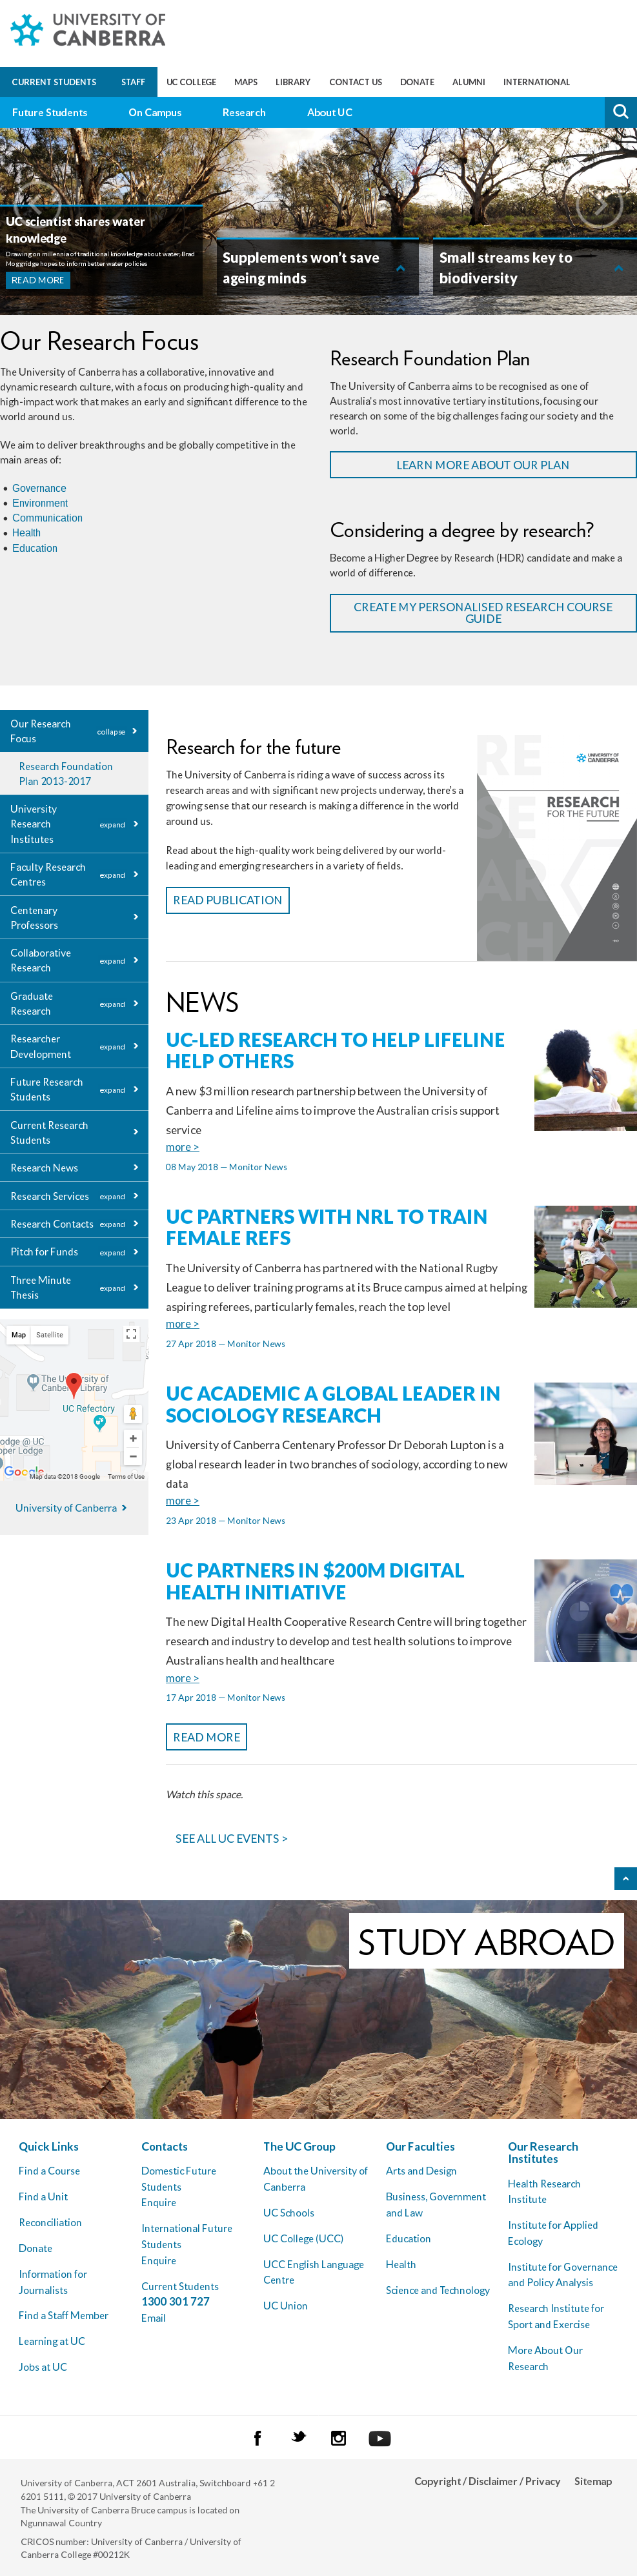 UNIVERSITY OF
CANBERRA
CURRENT STUDENTS STAFF UC COLLEGE MAPS LIBRARY CONTACT US DONATE ALUMNI INTERNATIONAL
Future Students On Campus Research About UC
UC scientist shares water
knowledge
Drawing on millennia of traditional knowledge about water, Brad
Moggridge hopes to inform better water policies
READ MORE
Supplements won't save
ageing minds
Small streams key to
biodiversity
Our Research Focus
The University of Canberra has a collaborative, innovative and
dynamic research culture, with a focus on producing high-quality and
high-impact work that makes an early and significant difference to the
world around us.
We aim to deliver breakthroughs and be globally competitive in the
main areas of:
• Governance
• Environment
• Communication
• Health
• Education
Research Foundation Plan
The University of Canberra aims to be recognised as one of
Australia's most innovative tertiary institutions, focusing our
research on some of the big challenges facing our society and the
world.
LEARN MORE ABOUT OUR PLAN
Considering a degree by research?
Become a Higher Degree by Research (HDR) candidate and make a
world of difference.
CREATE MY PERSONALISED RESEARCH COURSE
GUIDE
Our Research
Focus
collapse
Research Foundation
Plan 2013-2017
University
Research
Institutes
expand
Faculty Research
Centres
expand
Centenary
Professors
Collaborative
Research
expand
Graduate
Research
expand
Researcher
Development
expand
Future Research
Students
expand
Current Research
Students
Research News
Research Services expand
Research Contacts expand
Pitch for Funds expand
Three Minute
Thesis
expand
Map Satellite
The University of
Canberra Library
UC Refectory
odge @ UC
pper Lodge
Google
Map data ©2018 Google Terms of Use
University of Canberra
Research for the future
The University of Canberra is riding a wave of success across its
research areas and with significant new projects underway, there's a
growing sense that our research is making a difference in the world
around us.
Read about the high-quality work being delivered by our world-
leading and emerging researchers in a variety of fields.
READ PUBLICATION
RE
SE
AR
CH
UNIVERSITY OF
CANBERRA
RESEARCH
FOR THE FUTURE
NEWS
UC-LED RESEARCH TO HELP LIFELINE
HELP OTHERS
A new $3 million research partnership between the University of
Canberra and Lifeline aims to improve the Australian crisis support
service
more >
08 May 2018 — Monitor News
UC PARTNERS WITH NRL TO TRAIN
FEMALE REFS
The University of Canberra has partnered with the National Rugby
League to deliver training programs at its Bruce campus aimed at helping
aspiring referees, particularly females, reach the top level
more >
27 Apr 2018 — Monitor News
UC ACADEMIC A GLOBAL LEADER IN
SOCIOLOGY RESEARCH
University of Canberra Centenary Professor Dr Deborah Lupton is a
global research leader in two branches of sociology, according to new
data
more >
23 Apr 2018 — Monitor News
UC PARTNERS IN $200M DIGITAL
HEALTH INITIATIVE
The new Digital Health Cooperative Research Centre will bring together
research and industry to develop and test health solutions to improve
Australians health and healthcare
more >
17 Apr 2018 — Monitor News
READ MORE
Watch this space.
SEE ALL UC EVENTS >
STUDY ABROAD
Quick Links
Find a Course
Find a Unit
Reconciliation
Donate
Information for
Journalists
Find a Staff Member
Learning at UC
Jobs at UC
Contacts
Domestic Future
Students
Enquire
International Future
Students
Enquire
Current Students
1300 301 727
Email
The UC Group
About the University of
Canberra
UC Schools
UC College (UCC)
UCC English Language
Centre
UC Union
Our Faculties
Arts and Design
Business, Government
and Law
Education
Health
Science and Technology
Our Research
Institutes
Health Research
Institute
Institute for Applied
Ecology
Institute for Governance
and Policy Analysis
Research Institute for
Sport and Exercise
More About Our
Research
University of Canberra, ACT 2601 Australia, Switchboard +61 2
6201 5111, © 2017 University of Canberra
The University of Canberra Bruce campus is located on
Ngunnawal Country
CRICOS number: University of Canberra / University of
Canberra College #00212K
Copyright / Disclaimer / Privacy Sitemap